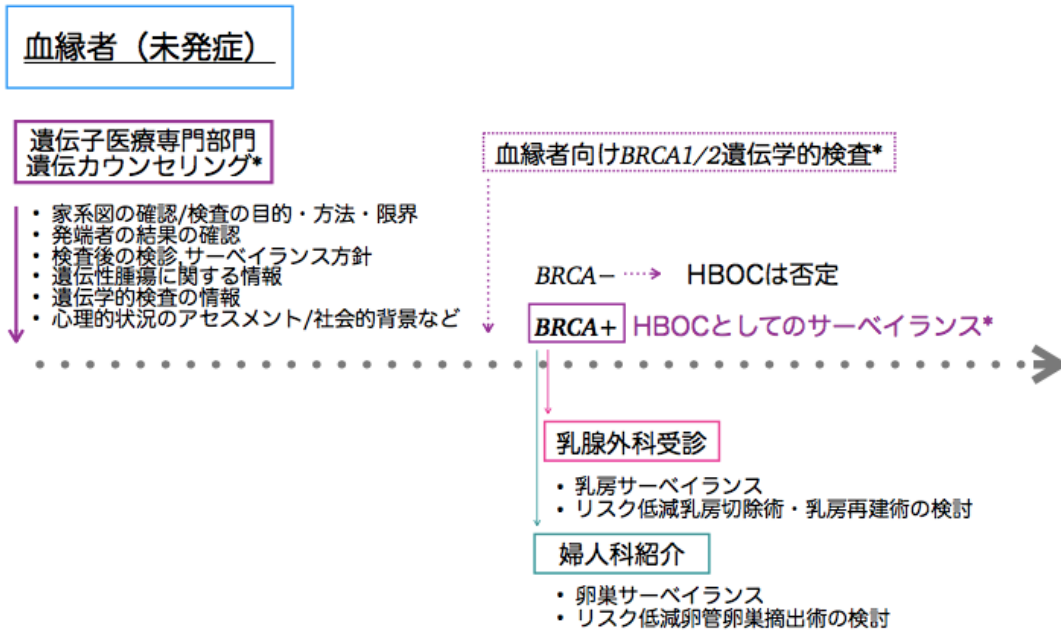 血縁者（未発症）
遺伝子医療専門部門
遺伝カウンセリング*
• 家系図の確認/検査の目的・方法・限界
• 発端者の結果の確認
• 検査後の検診,サーベイランス方針
• 遺伝性腫瘍に関する情報
• 遺伝学的検査の情報
• 心理的状況のアセスメント/社会的背景など
血縁者向けBRCA1/2遺伝学的検査*
BRCA− HBOCは否定
BRCA+ HBOCとしてのサーベイランス*
乳腺外科受診
• 乳房サーベイランス
• リスク低減乳房切除術・乳房再建術の検討
婦人科紹介
• 卵巣サーベイランス
• リスク低減卵管卵巣摘出術の検討